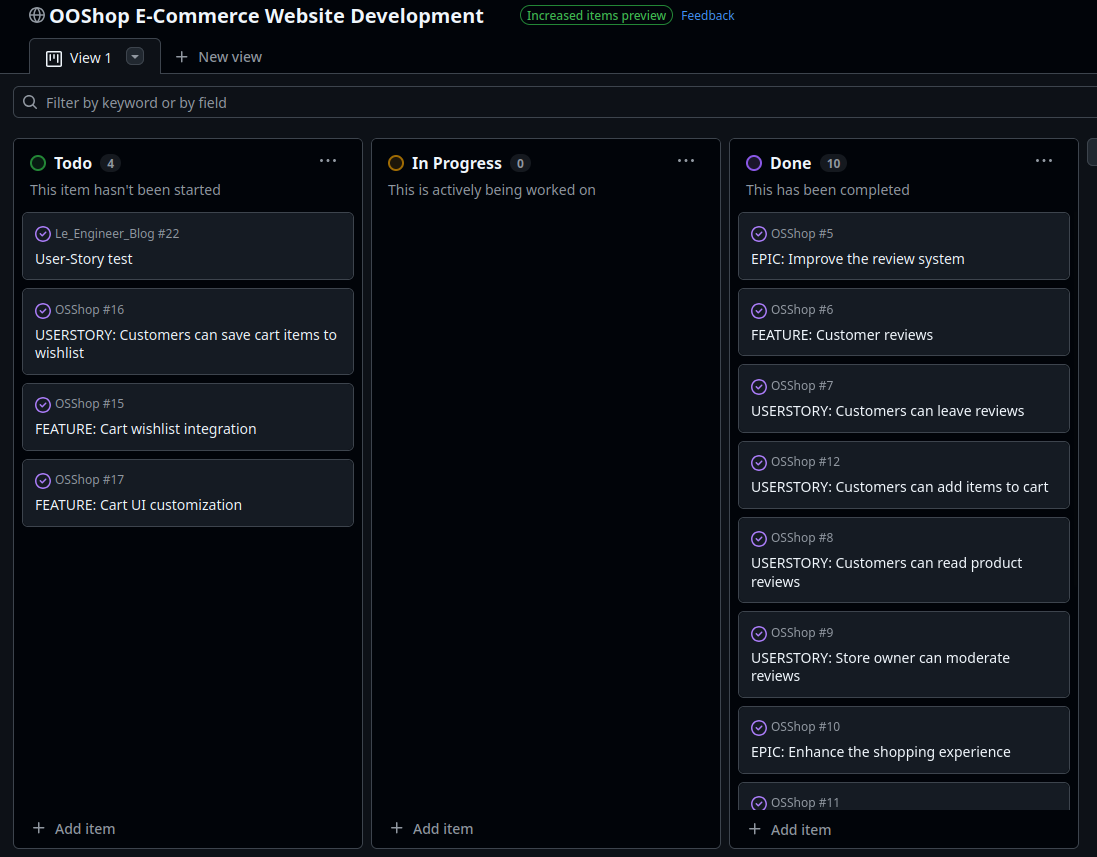 OOShop E-Commerce Website Development
Increased items preview
Feedback
View 1
New view
Filter by keyword or by field
Todo 4
This item hasn't been started
Le_Engineer_Blog #22
User-Story test
OSShop #16
USERSTORY: Customers can save cart items to
wishlist
OSShop #15
FEATURE: Cart wishlist integration
OSShop #17
FEATURE: Cart UI customization
Add item
In Progress 0
This is actively being worked on
Add item
Done 10
This has been completed
OSShop #5
EPIC: Improve the review system
OSShop #6
FEATURE: Customer reviews
OSShop #7
USERSTORY: Customers can leave reviews
OSShop #12
USERSTORY: Customers can add items to cart
OSShop #8
USERSTORY: Customers can read product
reviews
OSShop #9
USERSTORY: Store owner can moderate
reviews
OSShop #10
EPIC: Enhance the shopping experience
OSShop #11
Add item